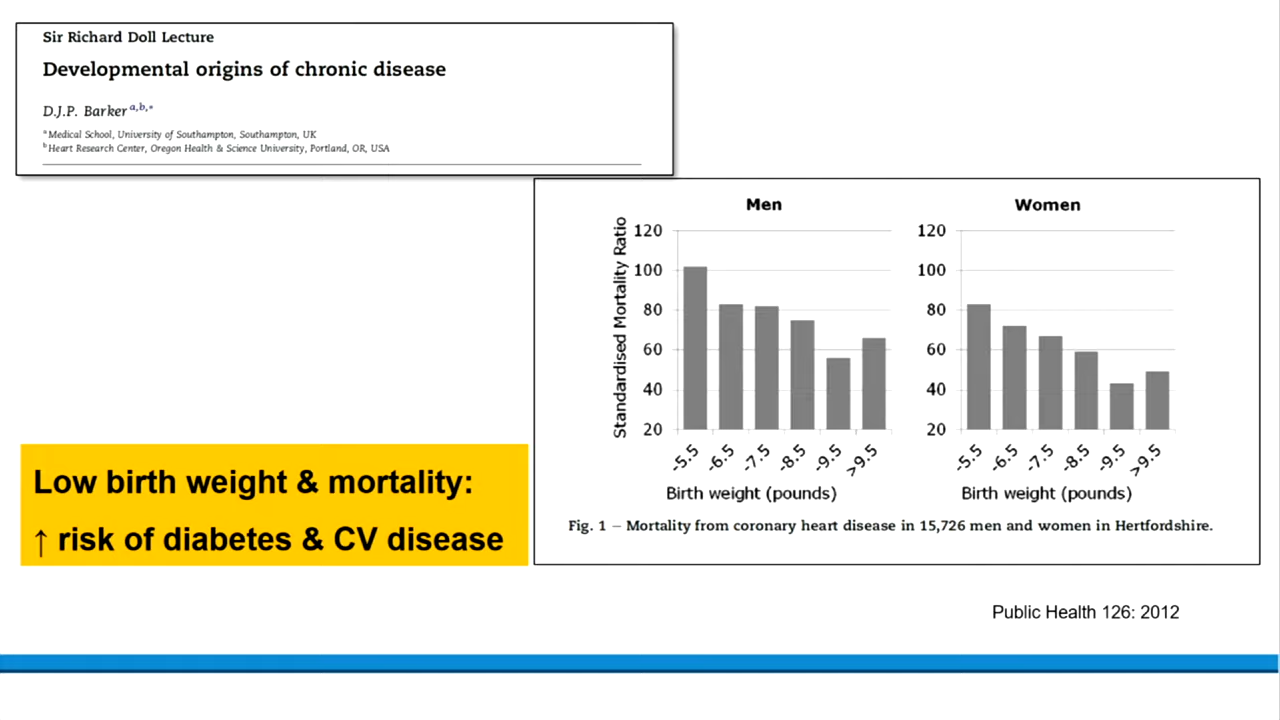 Sir Richard Doll Lecture
Developmental origins of chronic disease
D.J.P. Barker a,b,*
a Medical School, University of Southampton, Southampton, UK
b Heart Research Center, Oregon Health & Science University, Portland, OR, USA
Men
Standardised Mortality Ratio
120
100
80
60
40
20
-5.5 -6.5 -7.5 -8.5 -9.5 >9.5
Birth weight (pounds)
Women
120
100
80
60
40
20
-5.5 -6.5 -7.5 -8.5 -9.5 >9.5
Birth weight (pounds)
Fig. 1 – Mortality from coronary heart disease in 15,726 men and women in Hertfordshire.
Low birth weight & mortality:
↑ risk of diabetes & CV disease
Public Health 126: 2012